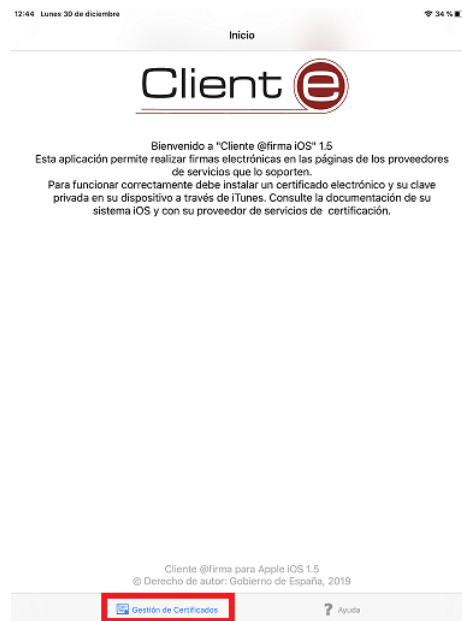 12:44 Lunes 30 de diciembre 34 %
Inicio
Client e
Bienvenido a "Cliente @firma iOS" 1.5
Esta aplicación permite realizar firmas electrónicas en las páginas de los proveedores
de servicios que lo soporten.
Para funcionar correctamente debe instalar un certificado electrónico y su clave
privada en su dispositivo a través de iTunes. Consulte la documentación de su
sistema iOS y con su proveedor de servicios de certificación.
Cliente @firma para Apple iOS 1.5
© Derecho de autor: Gobierno de España, 2019
Gestión de Certificados ? Ayuda